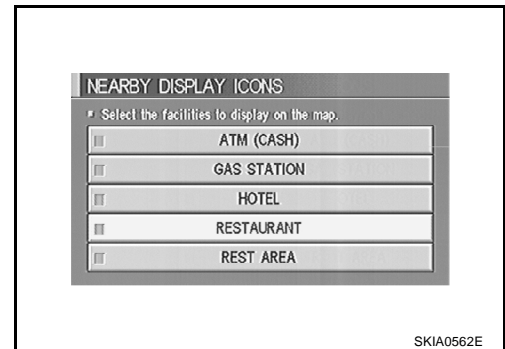 NEARBY DISPLAY ICONS
Select the facilities to display on the map.
ATM (CASH)
GAS STATION
HOTEL
RESTAURANT
REST AREA
SKIA0562E